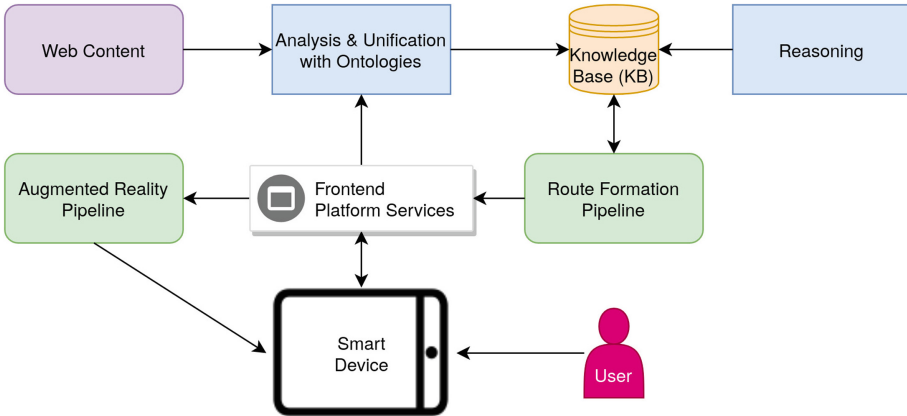 Web Content
Analysis & Unification
with Ontologies
Knowledge
Base (KB)
Reasoning
Augmented Reality
Pipeline
Frontend
Platform Services
Route Formation
Pipeline
Smart
Device
User